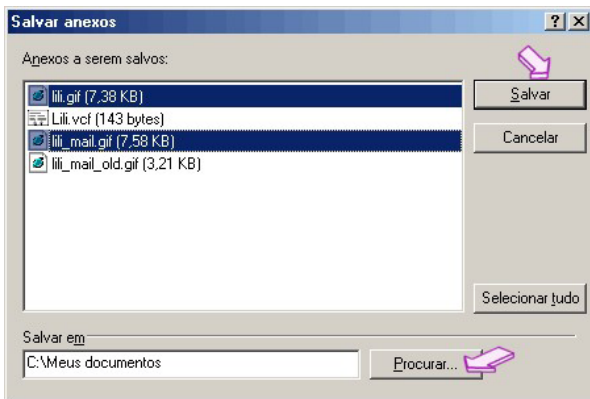 Salvar anexos
Anexos a serem salvos:
lili.gif (7,38 KB)
Lili.vcf (143 bytes)
lili_mail.gif (7,58 KB)
lili_mail_old.gif (3,21 KB)
Salvar
Cancelar
Selecionar tudo
Salvar em
C:\Meus documentos
Procurar...